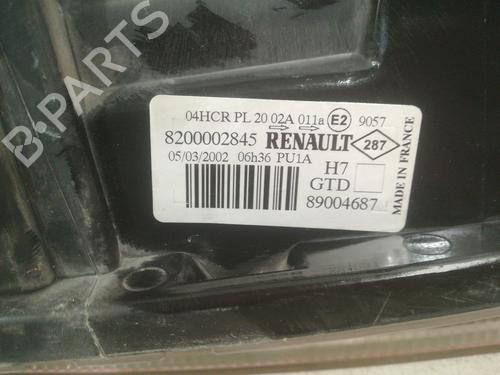 B-PARTS
04HCR PL 20 02A 011a E2 9057
8200002845 RENAULT 287
05/03/2002 06h36 PU1A
H7
GTD
89004687
MADE IN FRANCE